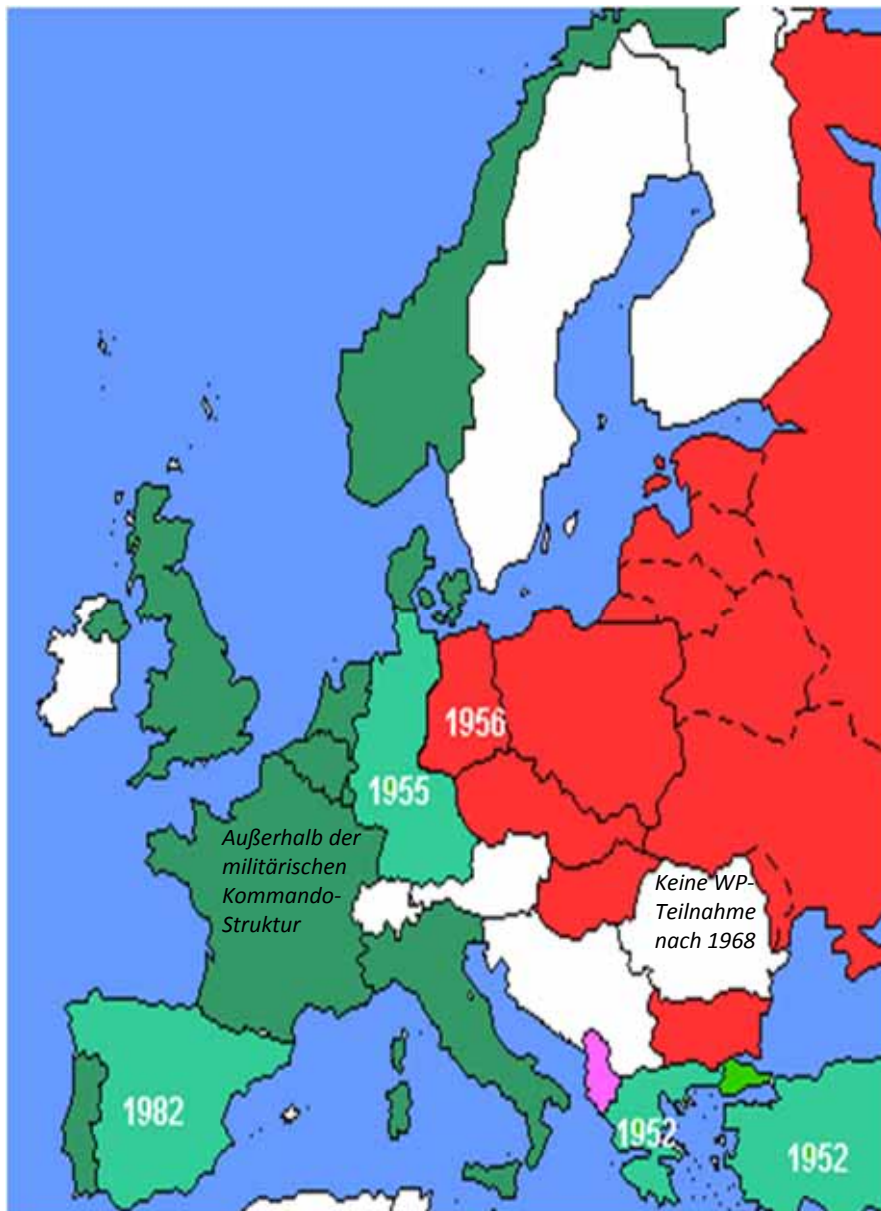 1956
1955
Außerhalb der
militärischen
Kommando-
Struktur
Keine WP-
Teilnahme
nach 1968
1982
1952
1952